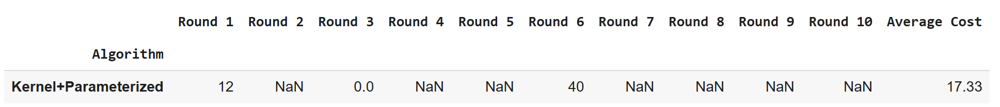 Round 1 Round 2 Round 3 Round 4 Round 5 Round 6 Round 7 Round 8 Round 9 Round 10 Average Cost
Algorithm
Kernel+Parameterized 12 NaN 0.0 NaN NaN 40 NaN NaN NaN NaN 17.33